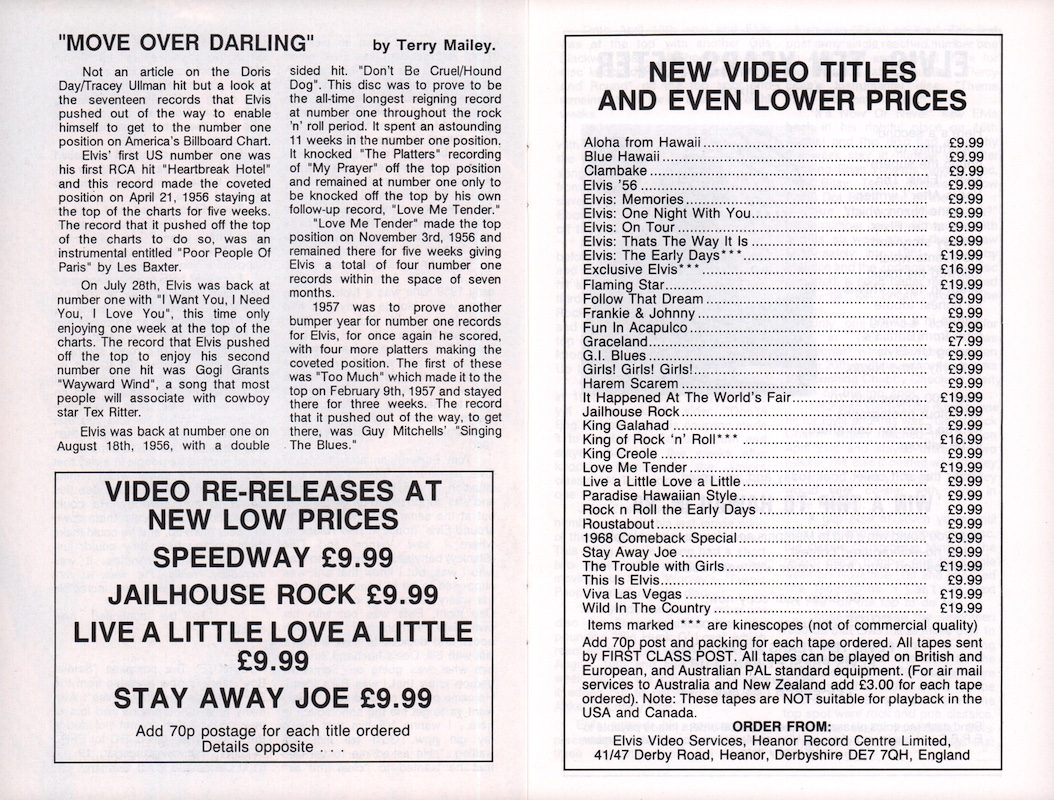 "MOVE OVER DARLING"
by Terry Mailey.
Not an article on the Doris
Day/Tracey Ullman hit but a look at
the seventeen records that Elvis
pushed out of the way to enable
himself to get to the number one
position on America's Billboard Chart.
Elvis' first US number one was
his first RCA hit "Heartbreak Hotel"
and this record made the coveted
position on April 21, 1956 staying at
the top of the charts for five weeks.
The record that it pushed off the top
of the charts to do so, was an
instrumental entitled "Poor People Of
Paris" by Les Baxter.
On July 28th, Elvis was back at
number one with "I Want You, I Need
You, I Love You", this time only
enjoying one week at the top of the
charts. The record that Elvis pushed
off the top to enjoy his second
number one hit was Gogi Grants
"Wayward Wind", a song that most
people will associate with cowboy
star Tex Ritter.
Elvis was back at number one on
August 18th, 1956, with a double
sided hit. "Don't Be Cruel/Hound
Dog". This disc was to prove to be
the all-time longest reigning record
at number one throughout the rock
'n' roll period. It spent an astounding
11 weeks in the number one position.
It knocked "The Platters" recording
of "My Prayer" off the top position
and remained at number one only to
be knocked off the top by his own
follow-up record, "Love Me Tender."
"Love Me Tender" made the top
position on November 3rd, 1956 and
remained there for five weeks giving
Elvis a total of four number one
records within the space of seven
months.
1957 was to prove another
bumper year for number one records
for Elvis, for once again he scored,
with four more platters making the
coveted position. The first of these
was "Too Much" which made it to the
top on February 9th, 1957 and stayed
there for three weeks. The record
that it pushed out of the way, to get
there, was Guy Mitchells' "Singing
The Blues."
VIDEO RE-RELEASES AT
NEW LOW PRICES
SPEEDWAY £9.99
JAILHOUSE ROCK £9.99
LIVE A LITTLE LOVE A LITTLE
£9.99
STAY AWAY JOE £9.99
Add 70p postage for each title ordered
Details opposite . . .
NEW VIDEO TITLES
AND EVEN LOWER PRICES
Aloha from Hawaii £9.99
Blue Hawaii £9.99
Clambake £9.99
Elvis '56 £9.99
Elvis: Memories £9.99
Elvis: One Night With You £9.99
Elvis: On Tour £9.99
Elvis: Thats The Way It Is £9.99
Elvis: The Early Days*** £19.99
Exclusive Elvis*** £16.99
Flaming Star £19.99
Follow That Dream £9.99
Frankie & Johnny £9.99
Fun In Acapulco £9.99
Graceland £7.99
G.I. Blues £9.99
Girls! Girls! Girls! £9.99
Harem Scarem £9.99
It Happened At The World's Fair £19.99
Jailhouse Rock £9.99
King Galahad £9.99
King of Rock 'n' Roll*** £16.99
King Creole £9.99
Love Me Tender £19.99
Live a Little Love a Little £9.99
Paradise Hawaiian Style £9.99
Rock n Roll the Early Days £9.99
Roustabout £9.99
1968 Comeback Special £9.99
Stay Away Joe £9.99
The Trouble with Girls £19.99
This Is Elvis £9.99
Viva Las Vegas £19.99
Wild In The Country £19.99
Items marked *** are kinescopes (not of commercial quality)
Add 70p post and packing for each tape ordered. All tapes sent
by FIRST CLASS POST. All tapes can be played on British and
European, and Australian PAL standard equipment. (For air mail
services to Australia and New Zealand add £3.00 for each tape
ordered). Note: These tapes are NOT suitable for playback in the
USA and Canada.
ORDER FROM:
Elvis Video Services, Heanor Record Centre Limited,
41/47 Derby Road, Heanor, Derbyshire DE7 7QH, England